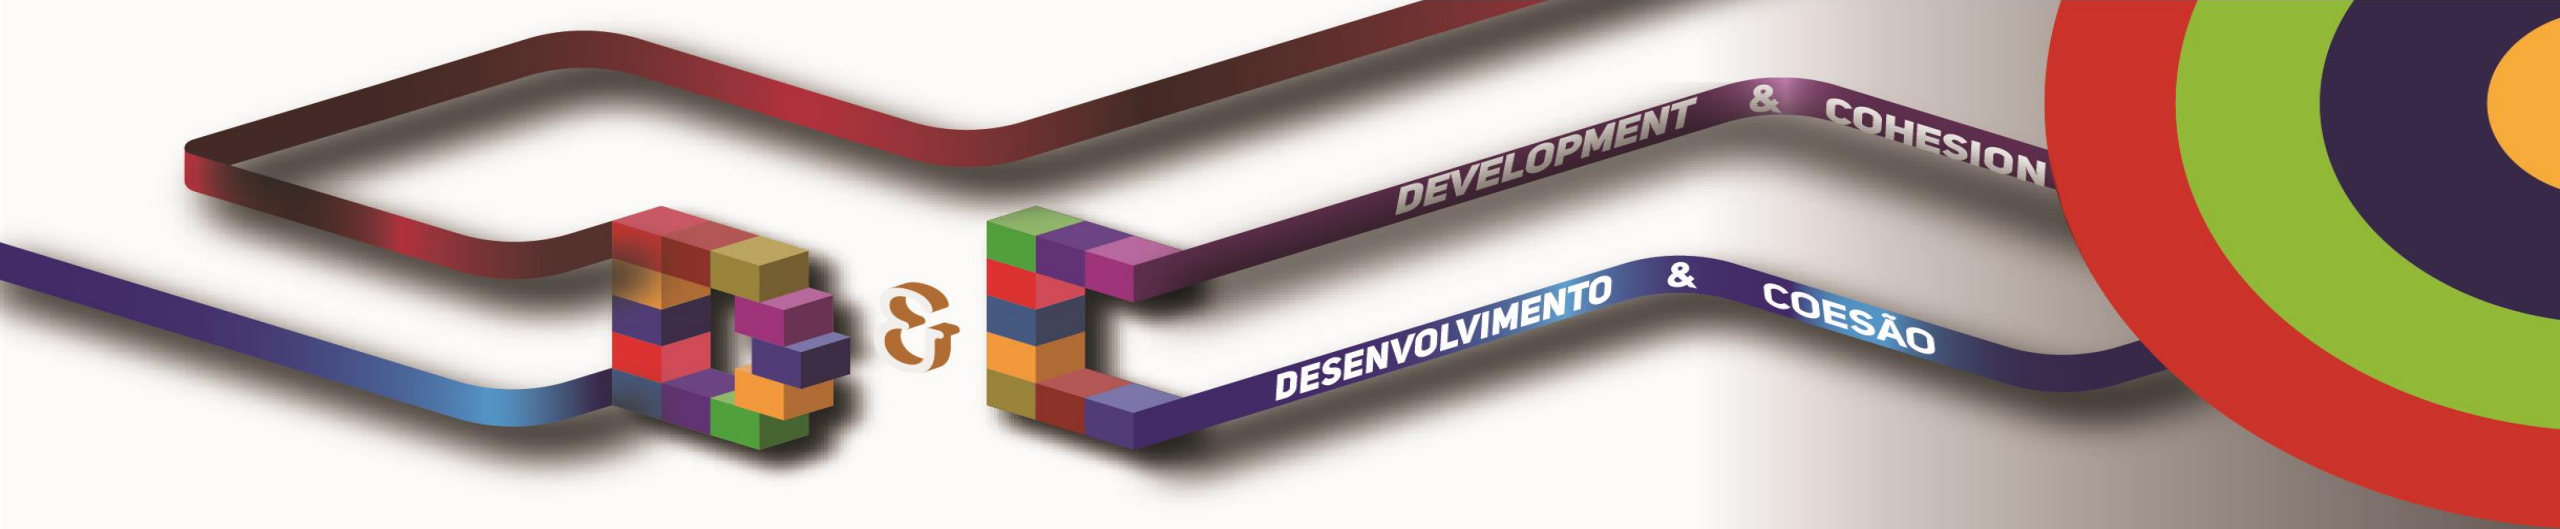 D & C
DEVELOPMENT & COHESION
DESENVOLVIMENTO & COESÃO